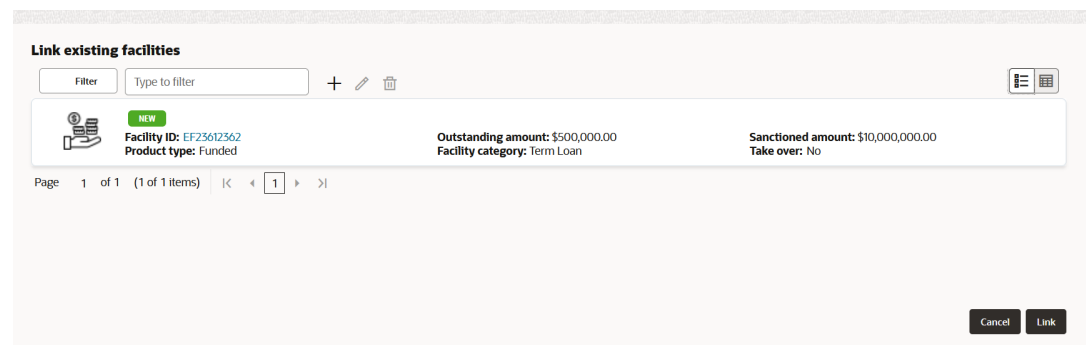 Link existing facilities
Filter Type to filter
NEW
Facility ID: EF23612362 Outstanding amount: $500,000.00 Sanctioned amount: $10,000,000.00
Product type: Funded Facility category: Term Loan Take over: No
Page 1 of 1 (1 of 1 items) 1
Cancel Link